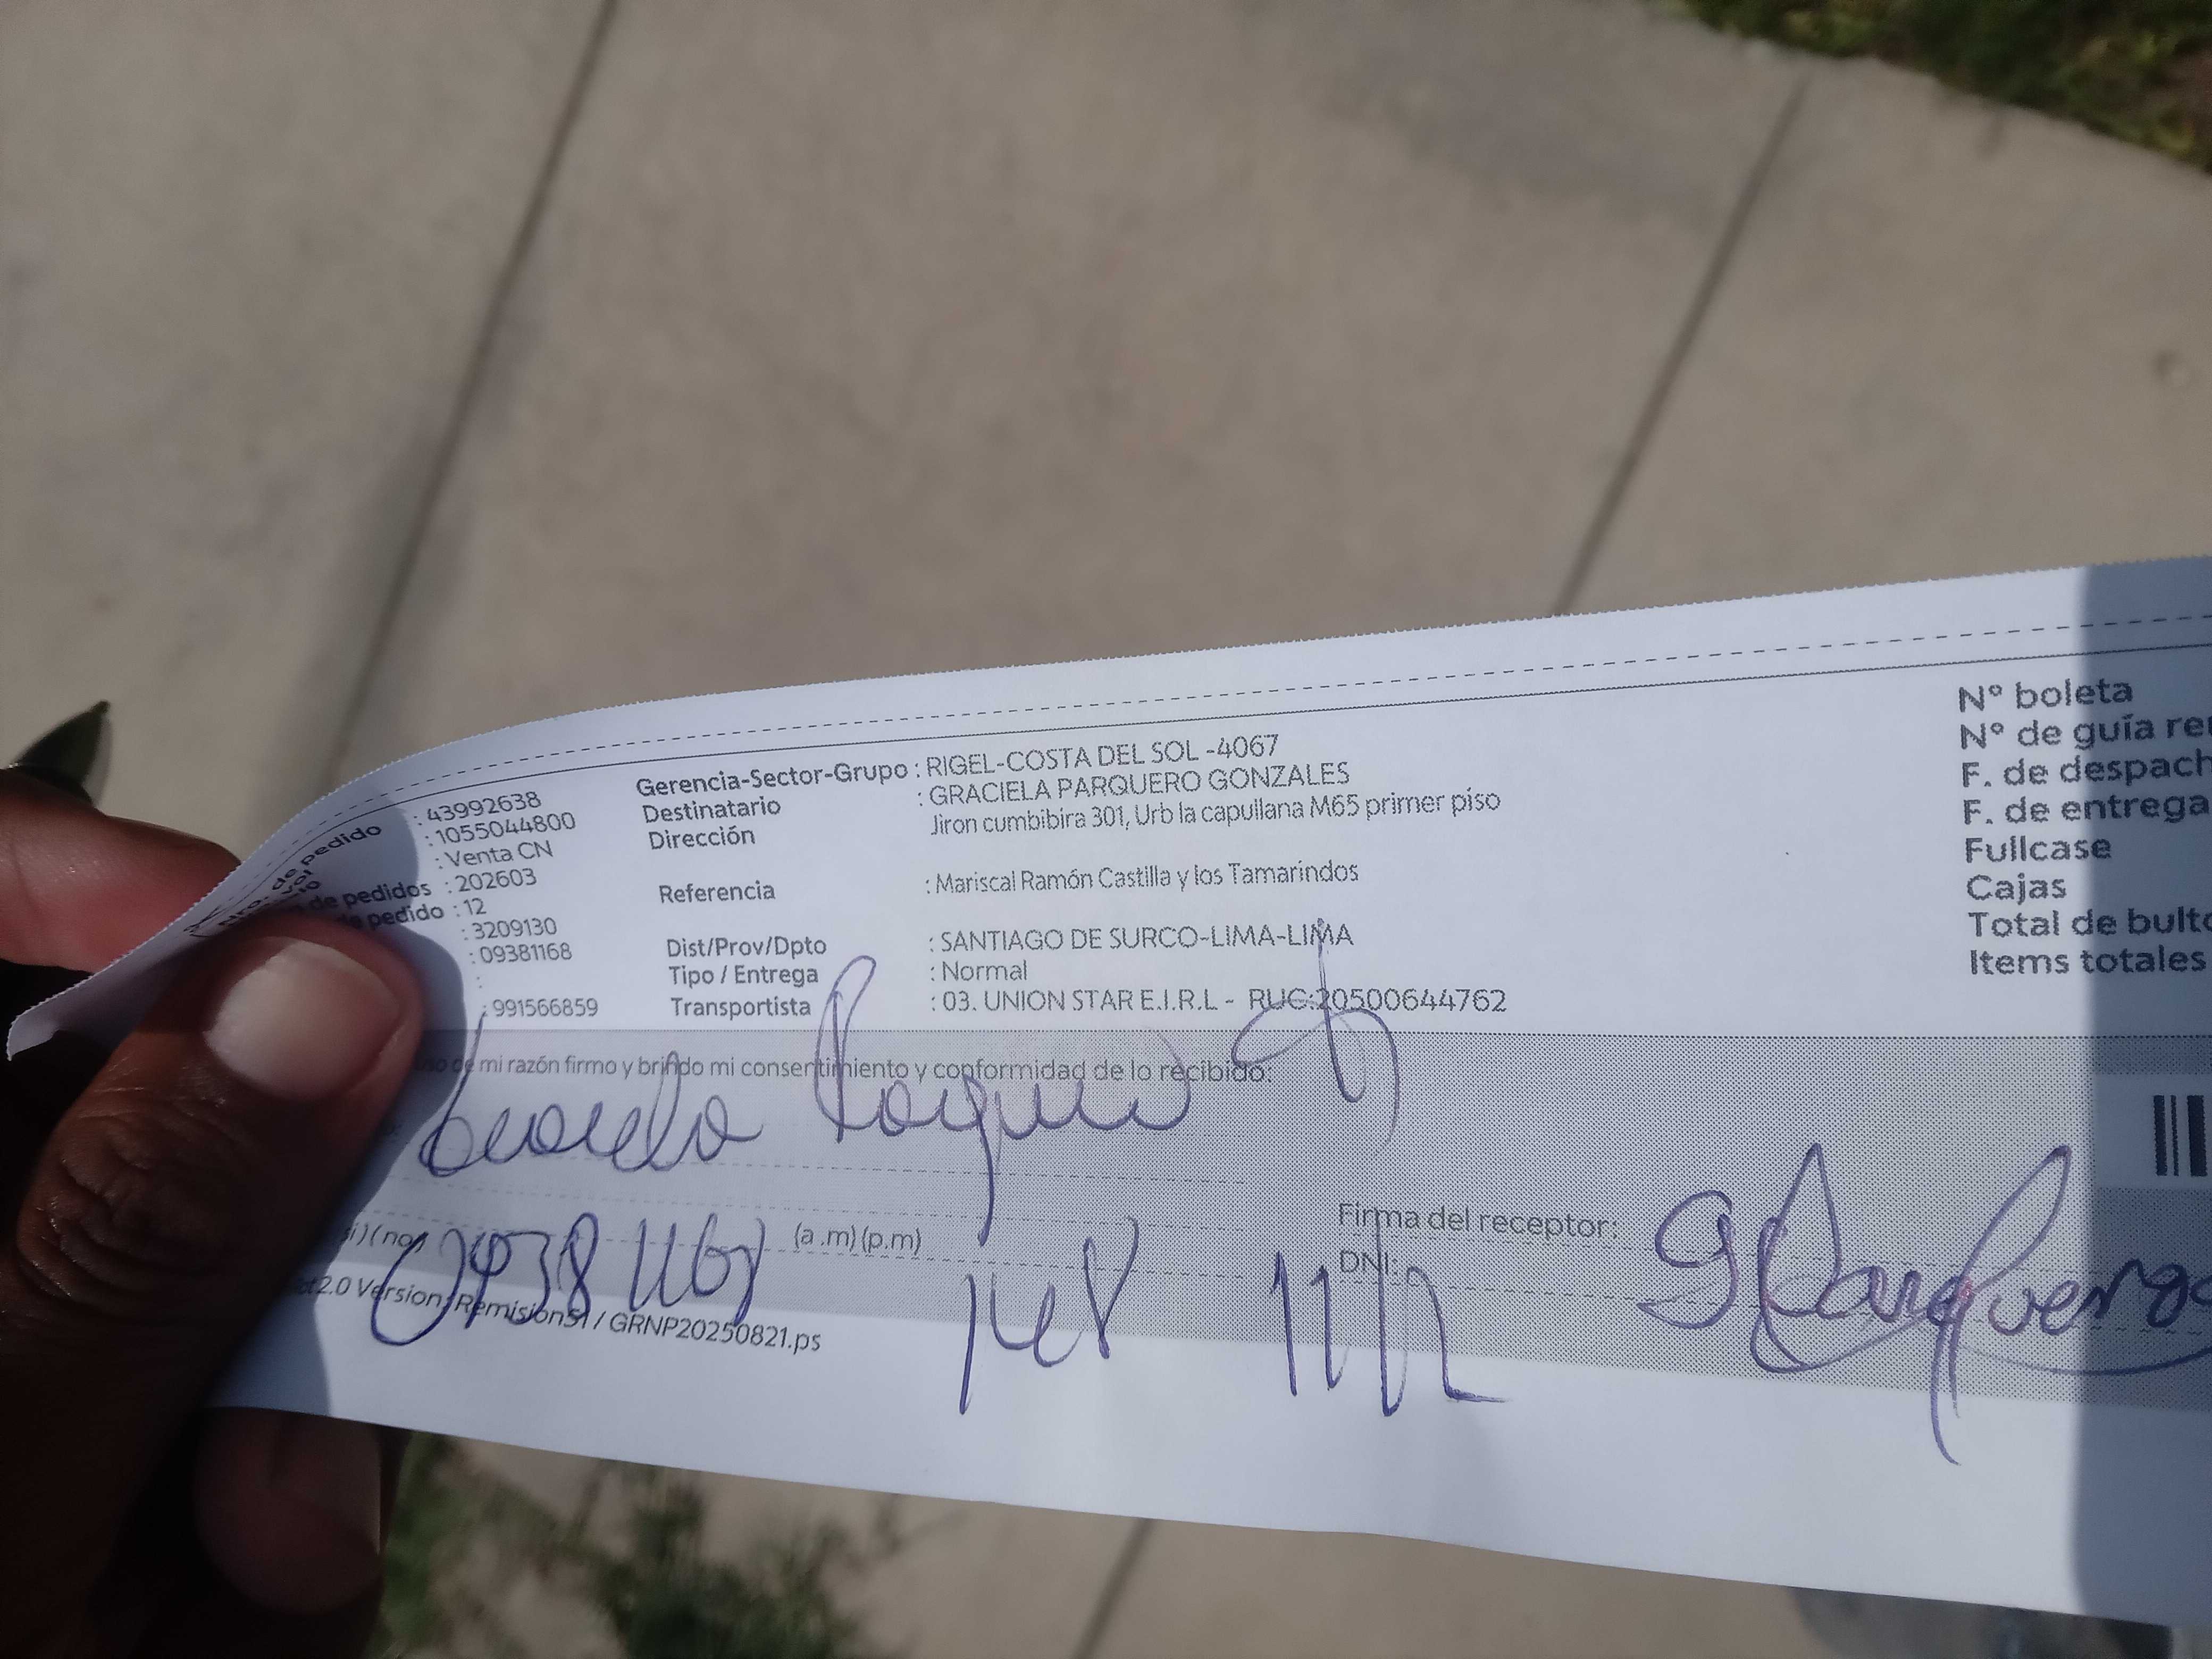 de pedido : 43992638
: 1055044800
: Venta CN
de pedidos : 202603
de pedido : 12
: 3209130
: 09381168
:
: 991566859
Gerencia-Sector-Grupo : RIGEL-COSTA DEL SOL -4067
Destinatario : GRACIELA PARQUERO GONZALES
Dirección Jiron cumbibira 301, Urb la capullana M65 primer piso
Referencia : Mariscal Ramón Castilla y los Tamarindos
Dist/Prov/Dpto : SANTIAGO DE SURCO-LIMA-LIMA
Tipo / Entrega : Normal
Transportista : 03. UNION STAR E.I.R.L - RUC:20500644762
Nº boleta
Nº de guía
F. de despach
F. de entrega
Fullcase
Cajas
Total de bulto
Items totales
de mi razón firmo y brindo mi consentimiento y conformidad de lo recibido:
(no) (a.m) (p.m)
Firma del receptor:
DNI:
2.0 Version: Remision51 / GRNP20250821.ps